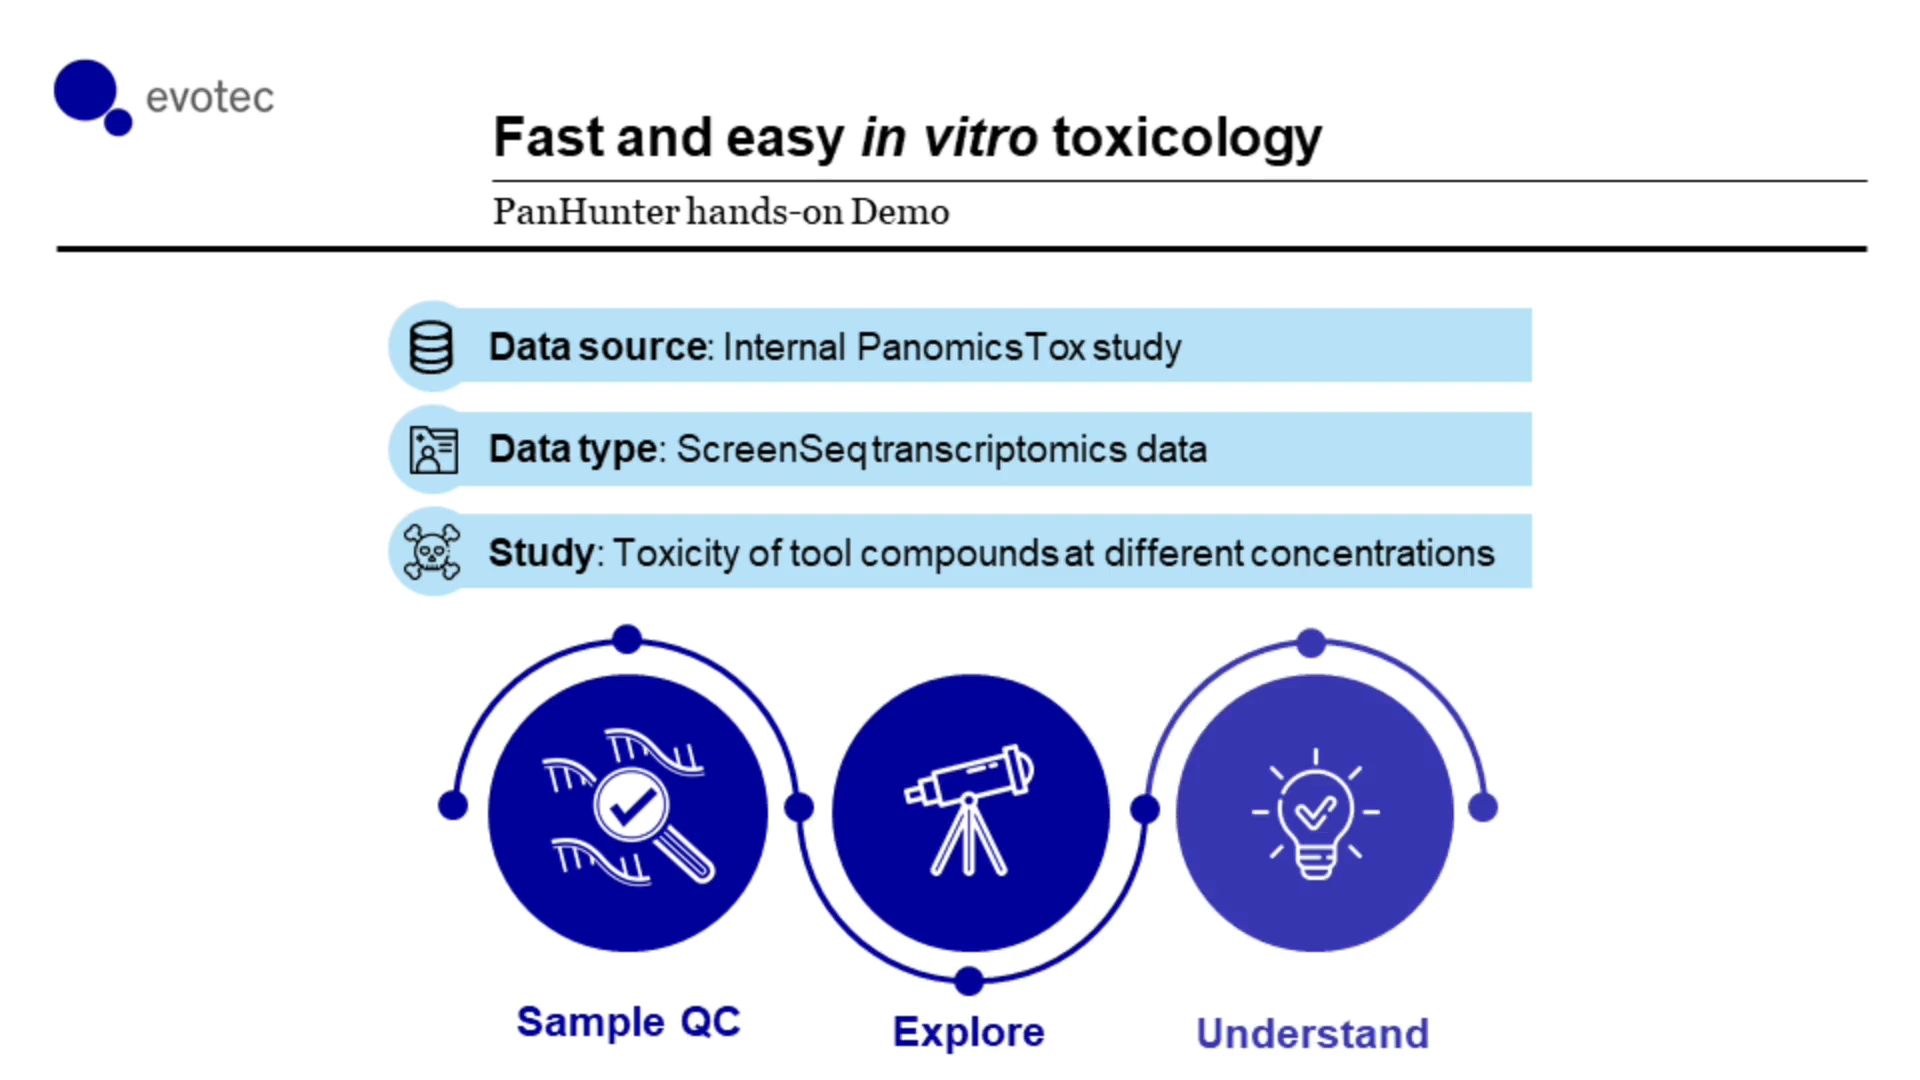 evotec
Fast and easy in vitro toxicology
PanHunter hands-on Demo
Data source: Internal PanomicsTox study
Data type: ScreenSeq transcriptomics data
Study: Toxicity of tool compounds at different concentrations
Sample QC
Explore
Understand